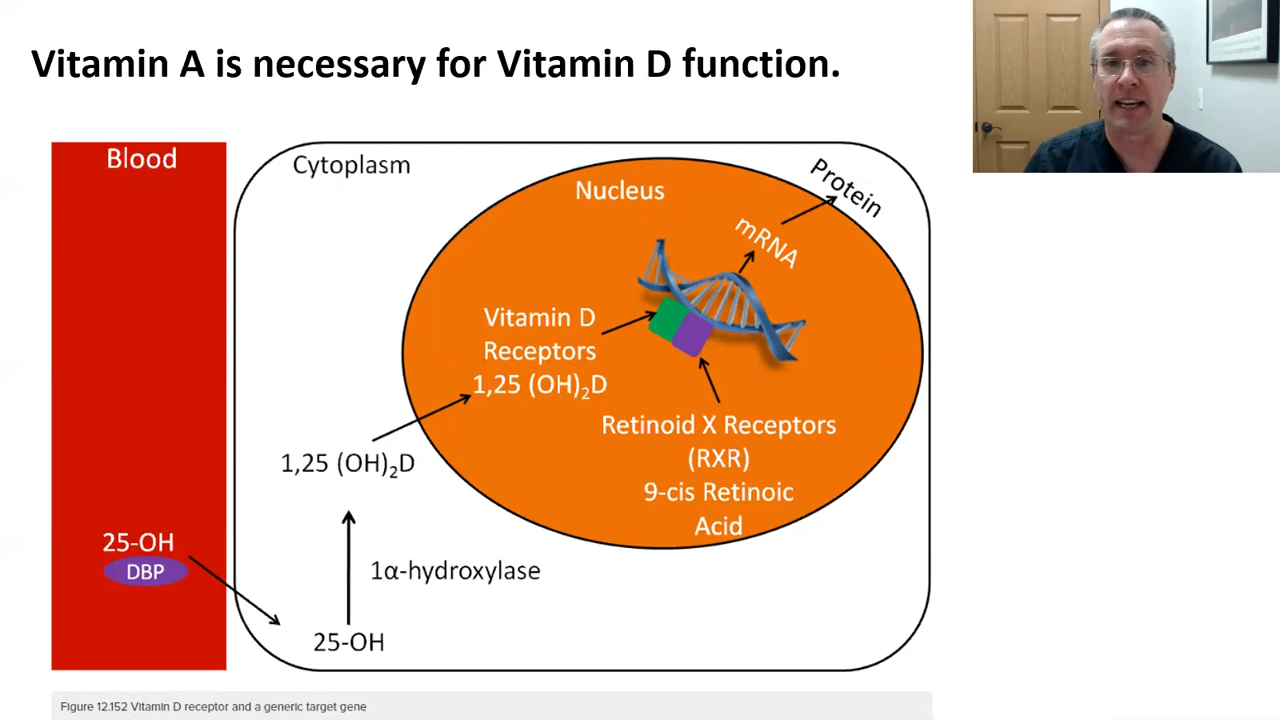 Vitamin A is necessary for Vitamin D function.
Blood
Cytoplasm
Nucleus
Protein
mRNA
Vitamin D
Receptors
1,25 (OH)₂D
Retinoid X Receptors
(RXR)
9-cis Retinoic
Acid
1,25 (OH)₂D
25-OH
DBP
1α-hydroxylase
25-OH
Figure 12.152 Vitamin D receptor and a generic target gene